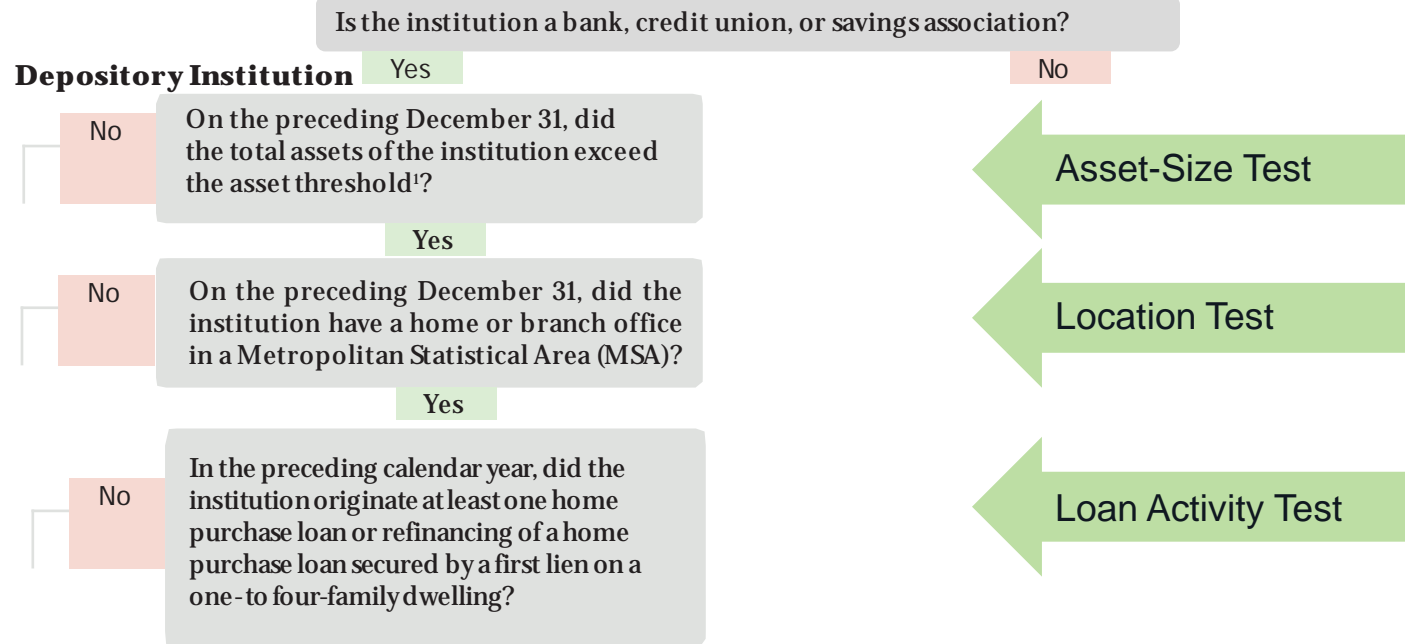 Is the institution a bank, credit union, or savings association?
Depository Institution
Yes
No
No
On the preceding December 31, did
the total assets of the institution exceed
the asset threshold¹?
Asset-Size Test
Yes
No
On the preceding December 31, did the
institution have a home or branch office
in a Metropolitan Statistical Area (MSA)?
Location Test
Yes
No
In the preceding calendar year, did the
institution originate at least one home
purchase loan or refinancing of a home
purchase loan secured by a first lien on a
one- to four-family dwelling?
Loan Activity Test